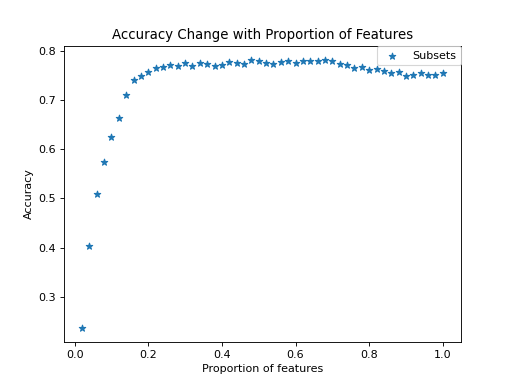 Accuracy Change with Proportion of Features
Subsets
0.8
0.7
0.6
0.5
0.4
0.3
Accuracy
0.0 0.2 0.4 0.6 0.8 1.0
Proportion of features